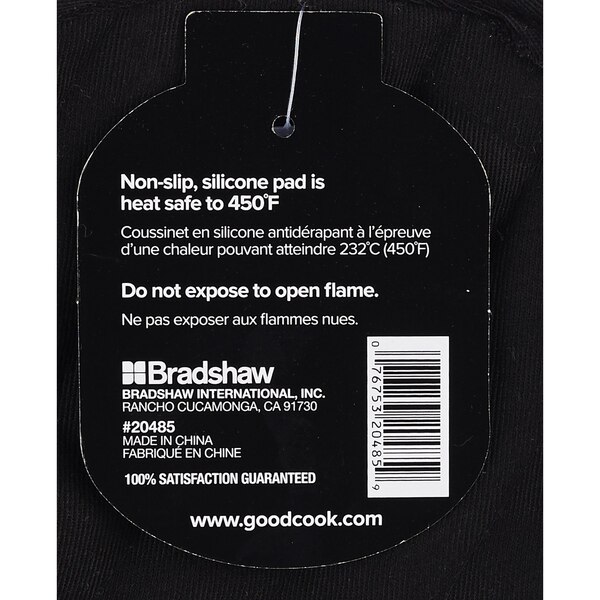 Non-slip, silicone pad is
heat safe to 450°F
Coussinet en silicone antidérapant à l'épreuve
d'une chaleur pouvant atteindre 232°C (450°F)
Do not expose to open flame.
Ne pas exposer aux flammes nues.
Bradshaw
BRADSHAW INTERNATIONAL, INC.
RANCHO CUCAMONGA, CA 91730
#20485
MADE IN CHINA
FABRIQUÉ EN CHINE
100% SATISFACTION GUARANTEED
0 76753 20485 9
www.goodcook.com